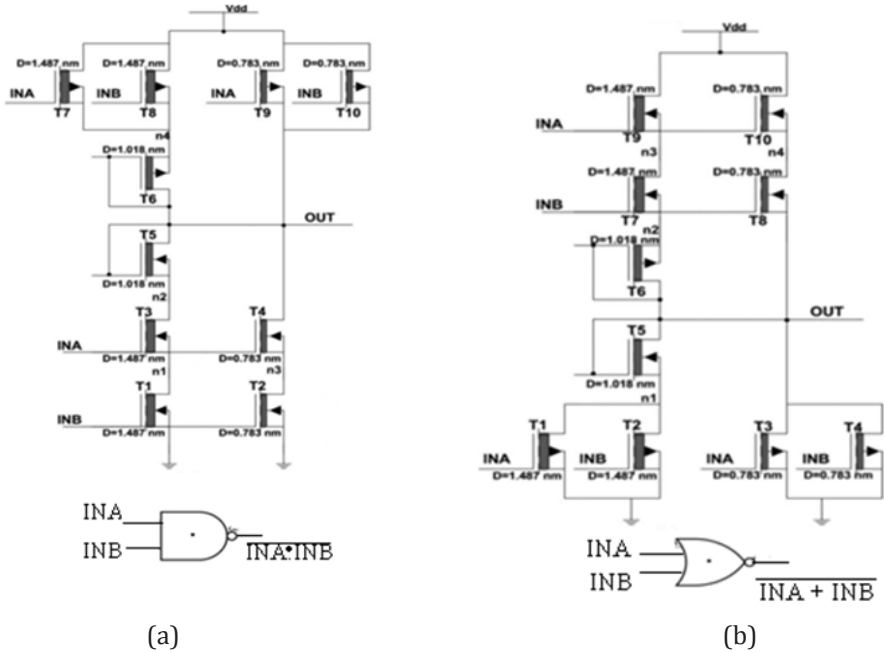 Vdd
D=1.487 nm D=1.487 nm D=0.783 nm D=0.783 nm
INA INB INA INB
T7 T8 T9 T10
n4
D=1.018 nm
T6
OUT
T5
D=1.018 nm
n2
T3 T4
INA
D=1.487 nm D=0.783 nm
n1 n3
T1 T2
INB
D=1.487 nm D=0.783 nm
INA
INB
INA•INB
(a)
Vdd
D=1.487 nm D=0.783 nm
INA
T9 T10
n3 n4
D=1.487 nm D=0.783 nm
INB
T7 T8
n2
D=1.018 nm
T6
OUT
T5
D=1.018 nm
n1
T1 T2 T3 T4
INA INB INA INB
D=1.487 nm D=1.487 nm D=0.783 nm D=0.783 nm
INA
INB
INA + INB
(b)